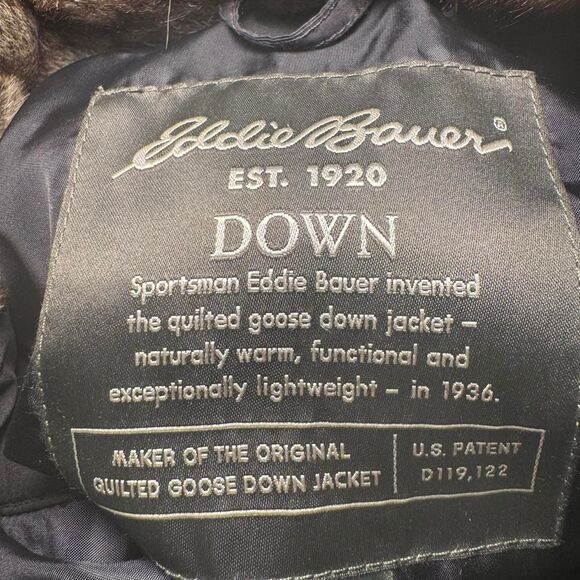 Eddie Bauer®
EST. 1920
DOWN
Sportsman Eddie Bauer invented
the quilted goose down jacket –
naturally warm, functional and
exceptionally lightweight – in 1936.
MAKER OF THE ORIGINAL
QUILTED GOOSE DOWN JACKET
U.S. PATENT
D119,122